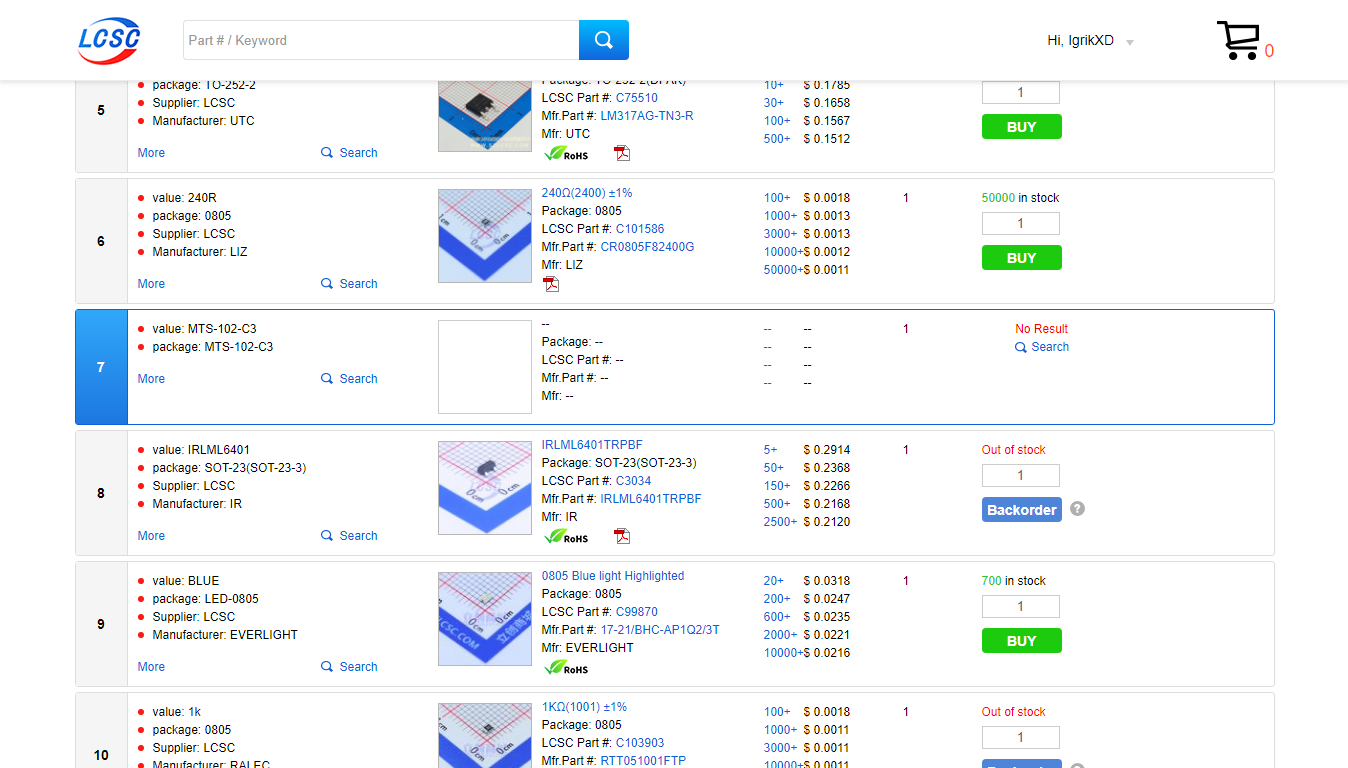 LCSC
Part # / Keyword
Hi, IgrikXD
0
5
package: TO-252-2
Supplier: LCSC
Manufacturer: UTC
More
Search
Package: TO-252-2(DPAK)
LCSC Part #: C75510
Mfr.Part #: LM317AG-TN3-R
Mfr: UTC
RoHS
10+ $ 0.1785
30+ $ 0.1658
100+ $ 0.1567
500+ $ 0.1512
1
BUY
6
value: 240R
package: 0805
Supplier: LCSC
Manufacturer: LIZ
More
Search
240Ω(2400) ±1%
Package: 0805
LCSC Part #: C101586
Mfr.Part #: CR0805F82400G
Mfr: LIZ
100+ $ 0.0018
1000+ $ 0.0013
3000+ $ 0.0013
10000+$ 0.0012
50000+$ 0.0011
1
50000 in stock
1
BUY
7
value: MTS-102-C3
package: MTS-102-C3
More
Search
--
Package: --
LCSC Part #: --
Mfr.Part #: --
Mfr: --
-- --
-- --
-- --
-- --
1
No Result
Search
8
value: IRLML6401
package: SOT-23(SOT-23-3)
Supplier: LCSC
Manufacturer: IR
More
Search
0cm 0cm
IRLML6401TRPBF
Package: SOT-23(SOT-23-3)
LCSC Part #: C3034
Mfr.Part #: IRLML6401TRPBF
Mfr: IR
RoHS
5+ $ 0.2914
50+ $ 0.2368
150+ $ 0.2266
500+ $ 0.2168
2500+ $ 0.2120
1
Out of stock
1
Backorder ?
9
value: BLUE
package: LED-0805
Supplier: LCSC
Manufacturer: EVERLIGHT
More
Search
0cm 0cm
LCSC.COM 立创商城
0805 Blue light Highlighted
Package: 0805
LCSC Part #: C99870
Mfr.Part #: 17-21/BHC-AP1Q2/3T
Mfr: EVERLIGHT
RoHS
20+ $ 0.0318
200+ $ 0.0247
600+ $ 0.0235
2000+ $ 0.0221
10000+$ 0.0216
1
700 in stock
1
BUY
10
value: 1k
package: 0805
Supplier: LCSC
Manufacturer: RALEC
1KΩ(1001) ±1%
Package: 0805
LCSC Part #: C103903
Mfr.Part #: RTT051001FTP
100+ $ 0.0018
1000+ $ 0.0011
3000+ $ 0.0011
10000+$ 0.0011
1
Out of stock
1
Backorder